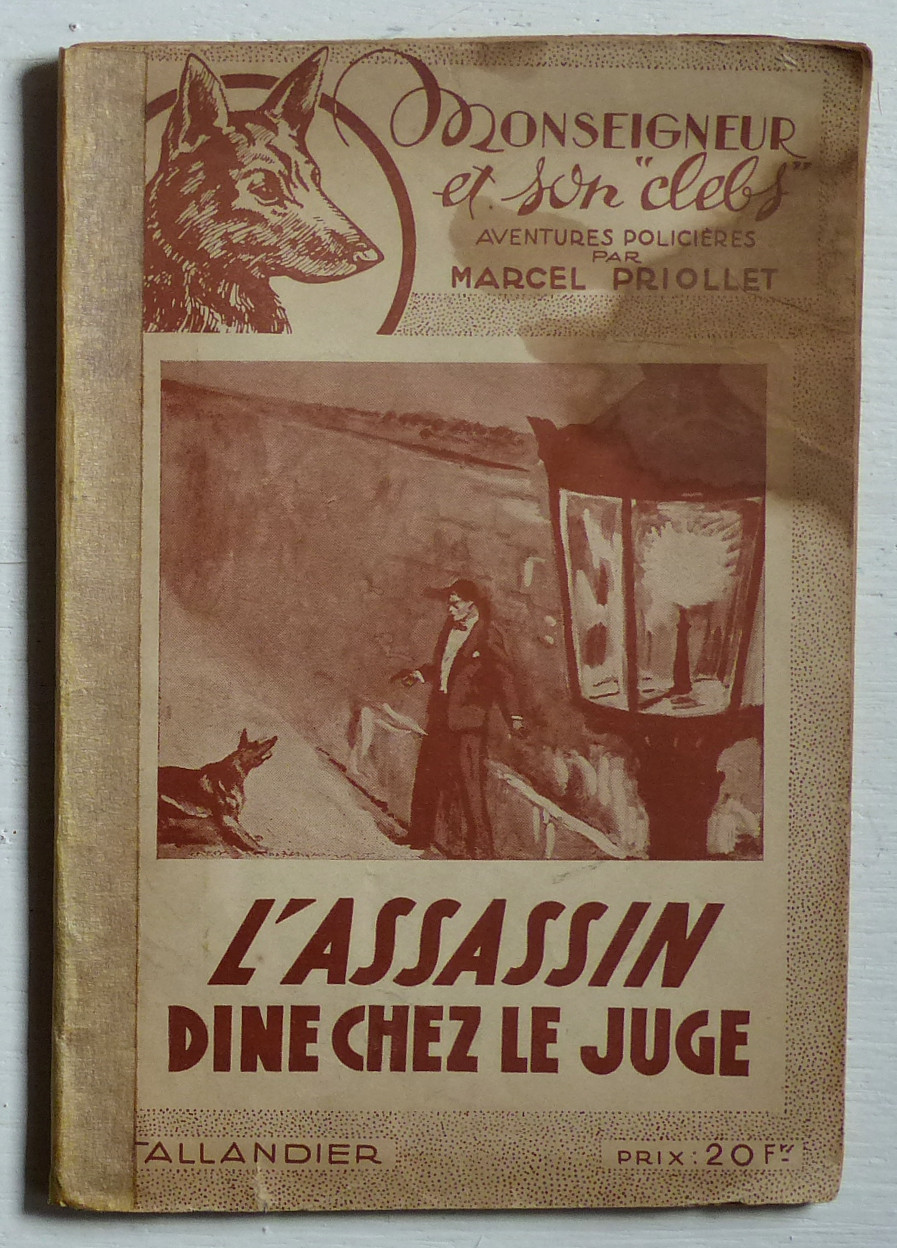 MONSEIGNEUR
et son "clebs"
AVENTURES POLICIÈRES
PAR
MARCEL PRIOLLET
L'ASSASSIN
DINE CHEZ LE JUGE
TALLANDIER
PRIX : 20 Frs